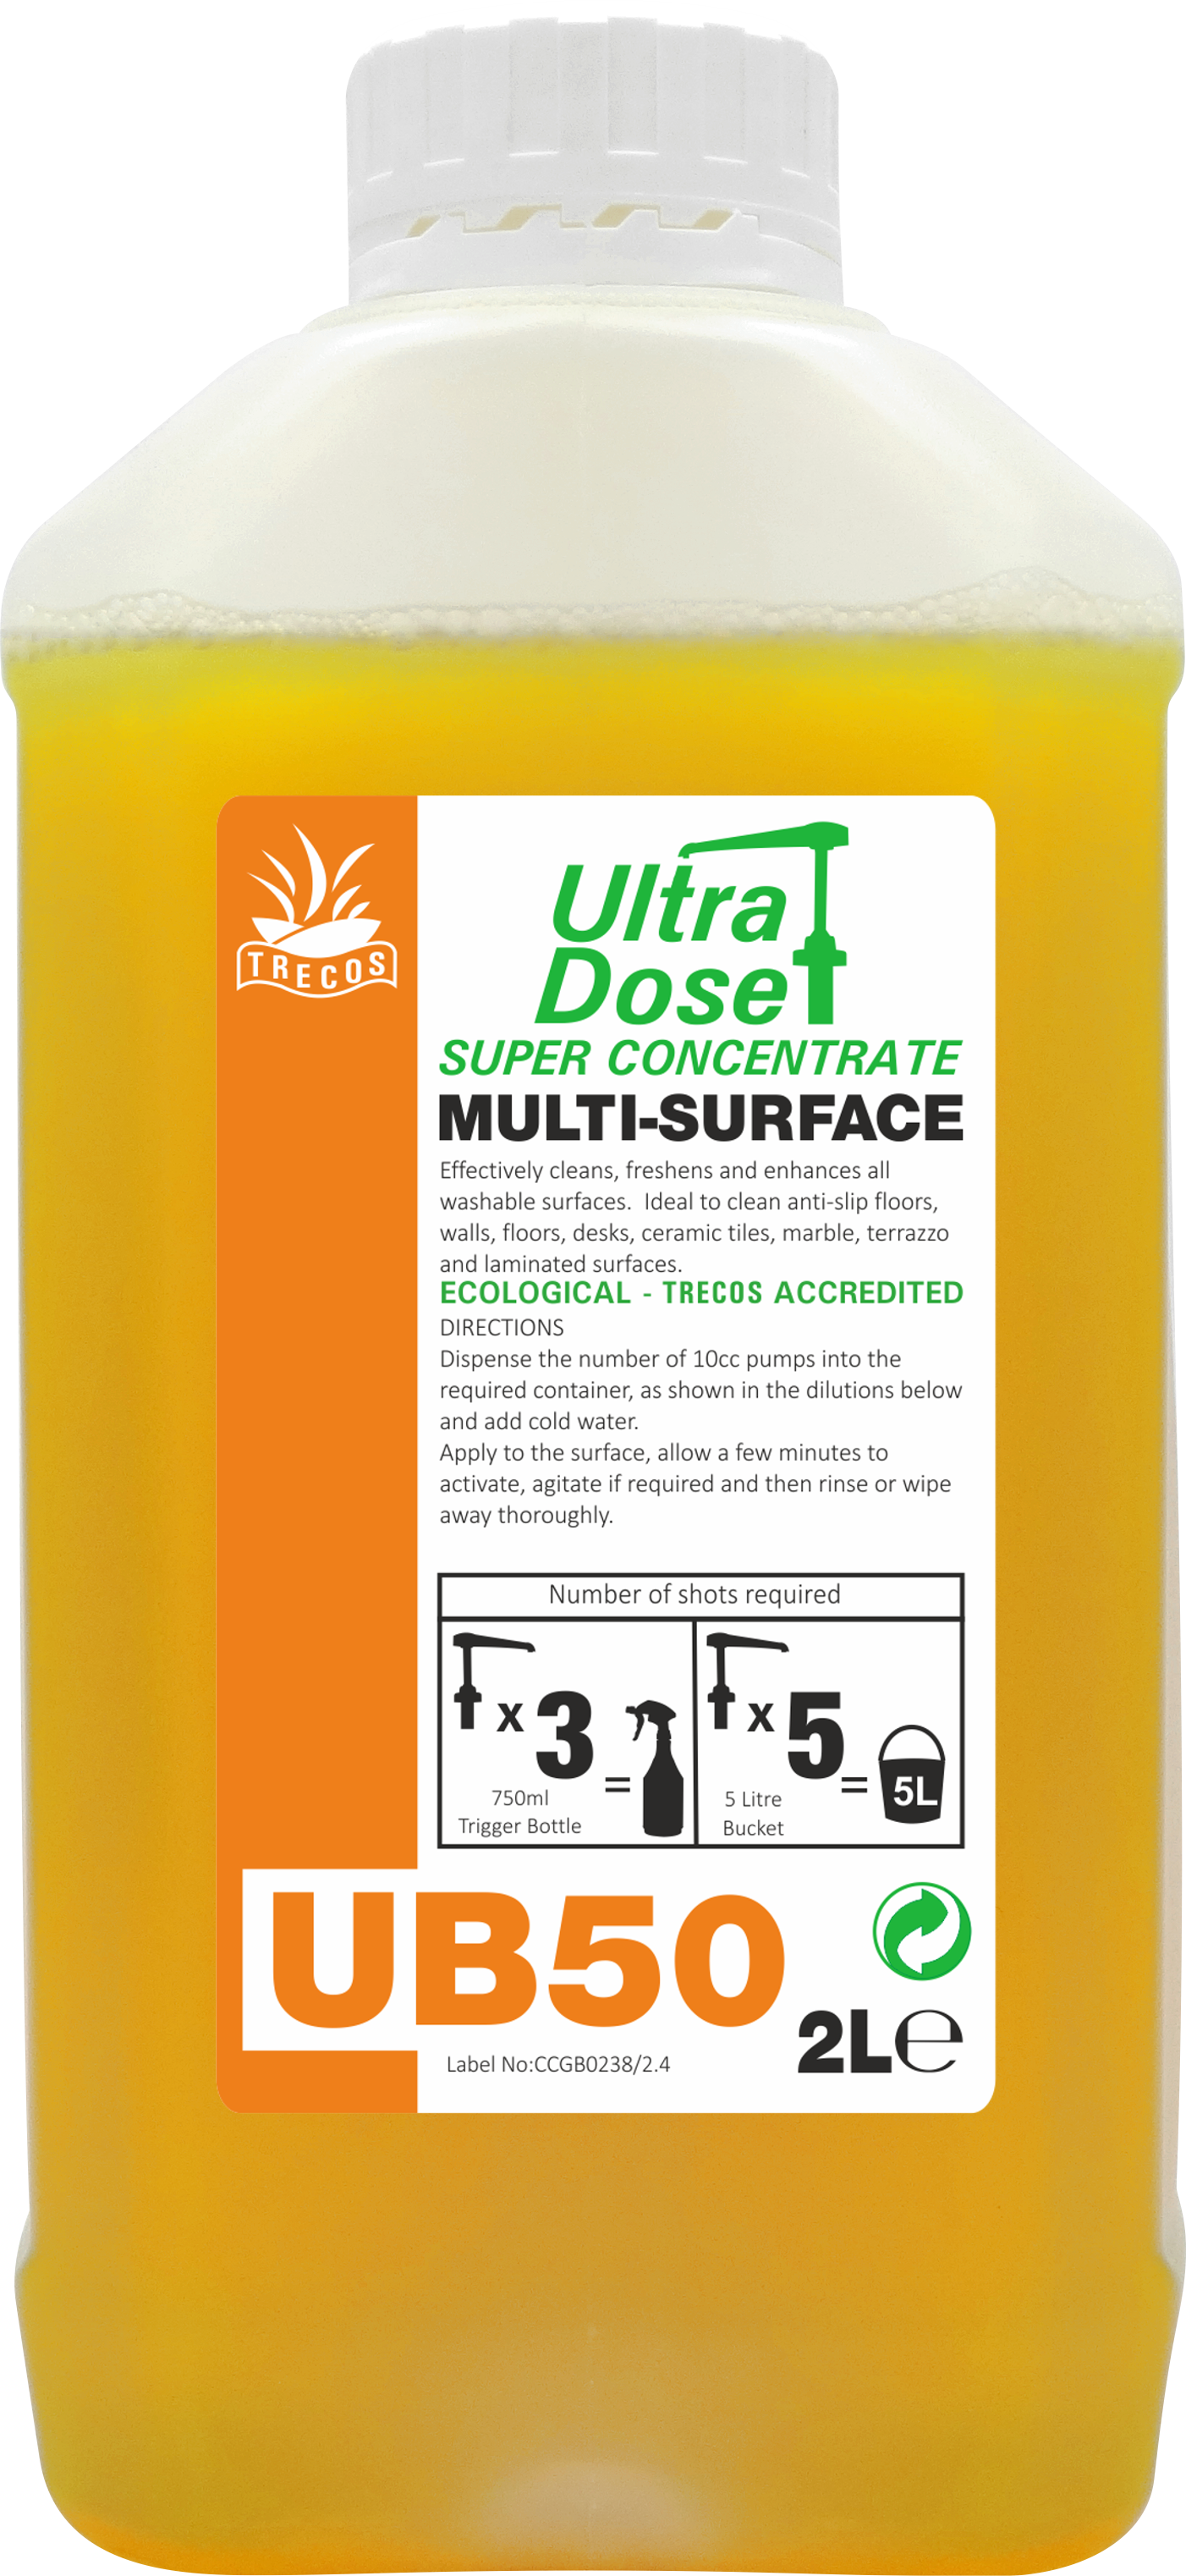 TRECOS
Ultra
Dose
SUPER CONCENTRATE
MULTI-SURFACE
Effectively cleans, freshens and enhances all
washable surfaces.  Ideal to clean anti-slip floors,
walls, floors, desks, ceramic tiles, marble, terrazzo
and laminated surfaces.
ECOLOGICAL - TRECOS ACCREDITED
DIRECTIONS
Dispense the number of 10cc pumps into the
required container, as shown in the dilutions below
and add cold water.
Apply to the surface, allow a few minutes to
activate, agitate if required and then rinse or wipe
away thoroughly.
Number of shots required
x 3 =
750ml
Trigger Bottle
x 5 =
5L
5 Litre
Bucket
UB50
2L℮
Label No:CCGB0238/2.4